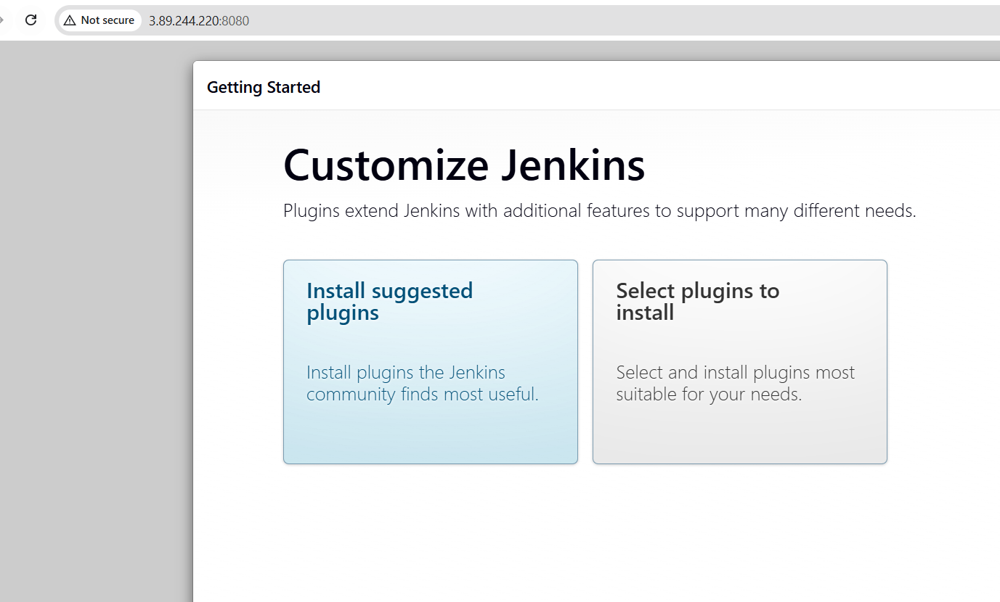 Not secure 3.89.244.220:8080
Getting Started
Customize Jenkins
Plugins extend Jenkins with additional features to support many different needs.
Install suggested
plugins
Install plugins the Jenkins
community finds most useful.
Select plugins to
install
Select and install plugins most
suitable for your needs.